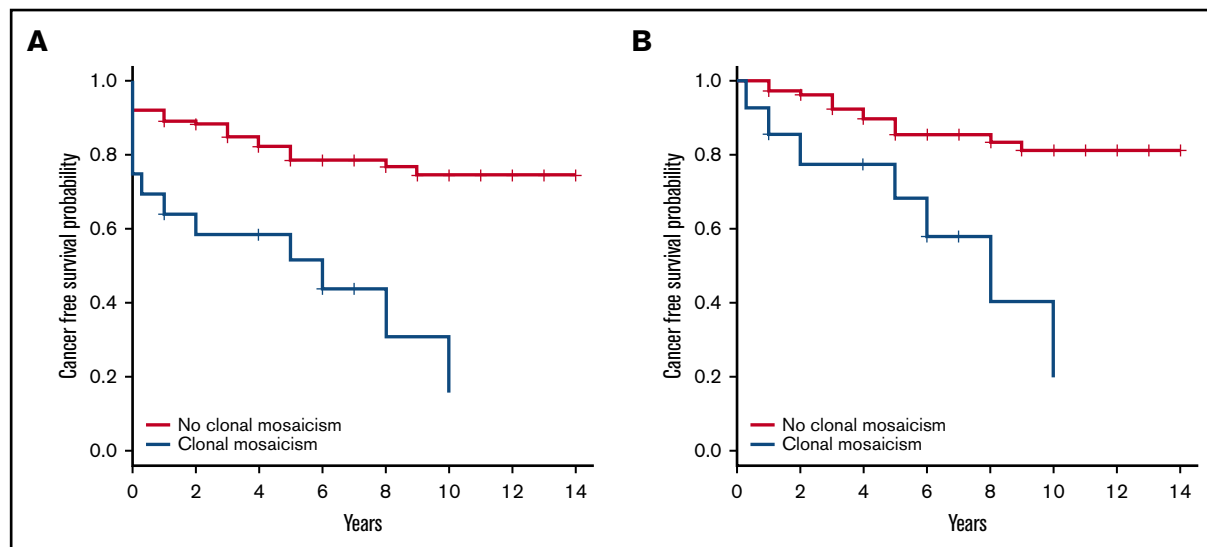 A
Cancer free survival probability
1.0
0.8
0.6
0.4
0.2
0.0
No clonal mosaicism
Clonal mosaicism
0 2 4 6 8 10 12 14
Years
B
Cancer free survival probability
1.0
0.8
0.6
0.4
0.2
0.0
No clonal mosaicism
Clonal mosaicism
0 2 4 6 8 10 12 14
Years